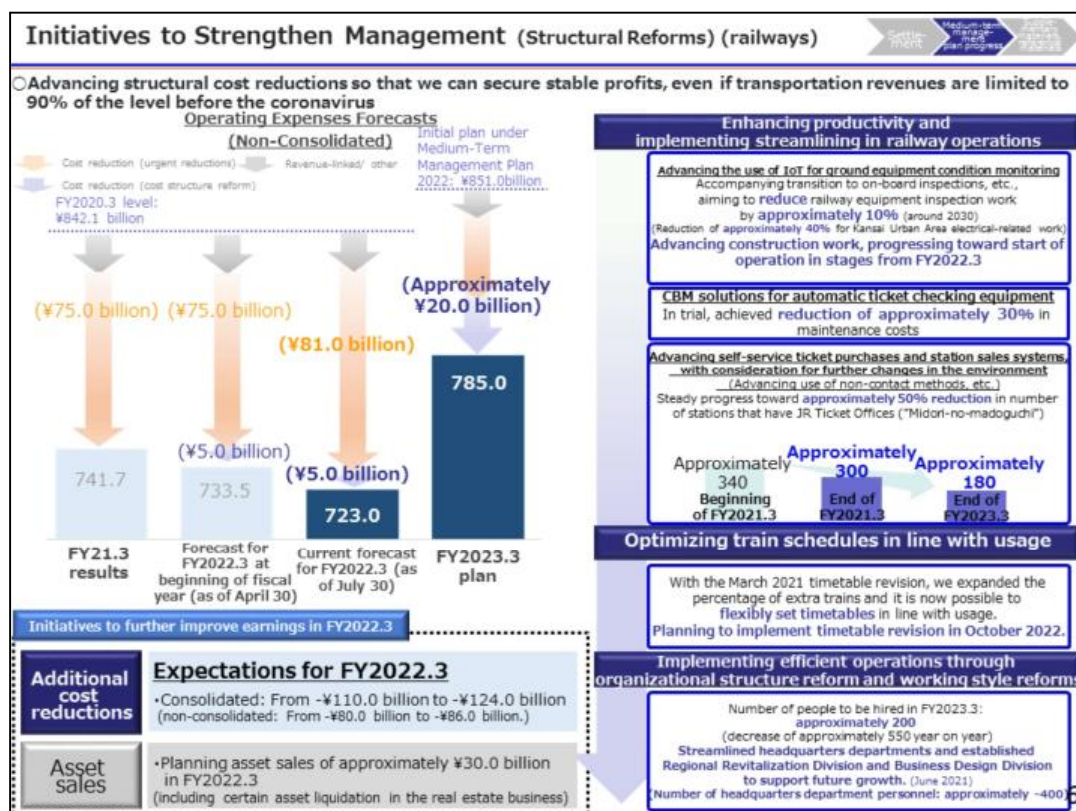 Initiatives to Strengthen Management (Structural Reforms) (railways)
Settle-
ment
Medium-term
manage-
ment
plan progress
○Advancing structural cost reductions so that we can secure stable profits, even if transportation revenues are limited to
90% of the level before the coronavirus
Operating Expenses Forecasts
(Non-Consolidated)
Cost reduction (urgent reductions)
Revenue-linked/ other
Cost reduction (cost structure reform)
FY2020.3 level:
¥842.1 billion
Initial plan under
Medium-Term
Management Plan
2022: ¥851.0billion
(¥75.0 billion)
(¥75.0 billion)
(¥81.0 billion)
(Approximately
¥20.0 billion)
(¥5.0 billion)
(¥5.0 billion)
741.7
733.5
723.0
785.0
FY21.3
results
Forecast for
FY2022.3 at
beginning of fiscal
year (as of April 30)
Current forecast
for FY2022.3 (as
of July 30)
FY2023.3
plan
Initiatives to further improve earnings in FY2022.3
Additional
cost
reductions
Expectations for FY2022.3
・Consolidated: From -¥110.0 billion to -¥124.0 billion
(non-consolidated: From -¥80.0 billion to -¥86.0 billion.)
Asset
sales
・Planning asset sales of approximately ¥30.0 billion
in FY2022.3
(including certain asset liquidation in the real estate business)
Enhancing productivity and
implementing streamlining in railway operations
Advancing the use of IoT for ground equipment condition monitoring
Accompanying transition to on-board inspections, etc.,
aiming to reduce railway equipment inspection work
by approximately 10% (around 2030)
(Reduction of approximately 40% for Kansai Urban Area electrical-related work)
Advancing construction work, progressing toward start of
operation in stages from FY2022.3
CBM solutions for automatic ticket checking equipment
In trial, achieved reduction of approximately 30% in
maintenance costs
Advancing self-service ticket purchases and station sales systems,
with consideration for further changes in the environment
(Advancing use of non-contact methods, etc.)
Steady progress toward approximately 50% reduction in number
of stations that have JR Ticket Offices ("Midori-no-madoguchi")
Approximately
340
Beginning
of FY2021.3
Approximately
300
End of
FY2021.3
Approximately
180
End of
FY2023.3
Optimizing train schedules in line with usage
With the March 2021 timetable revision, we expanded the
percentage of extra trains and it is now possible to
flexibly set timetables in line with usage.
Planning to implement timetable revision in October 2022.
Implementing efficient operations through
organizational structure reform and working style reforms
Number of people to be hired in FY2023.3:
approximately 200
(decrease of approximately 550 year on year)
Streamlined headquarters departments and established
Regional Revitalization Division and Business Design Division
to support future growth. (June 2021)
(Number of headquarters department personnel: approximately -400)